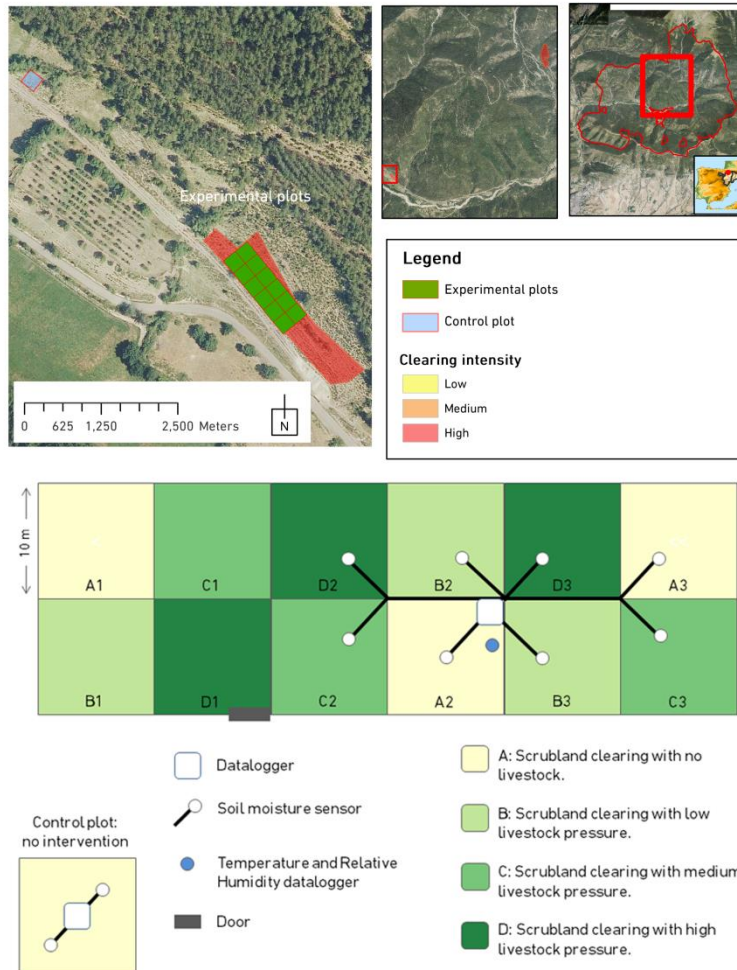 Experimental plots
0 625 1,250 2,500 Meters
N
Legend
Experimental plots
Control plot
Clearing intensity
Low
Medium
High
10 m
A1 C1 D2 B2 D3 A3
B1 D1 C2 A2 B3 C3
Control plot:
no intervention
Datalogger
Soil moisture sensor
Temperature and Relative
Humidity datalogger
Door
A: Scrubland clearing with no
livestock.
B: Scrubland clearing with low
livestock pressure.
C: Scrubland clearing with medium
livestock pressure.
D: Scrubland clearing with high
livestock pressure.